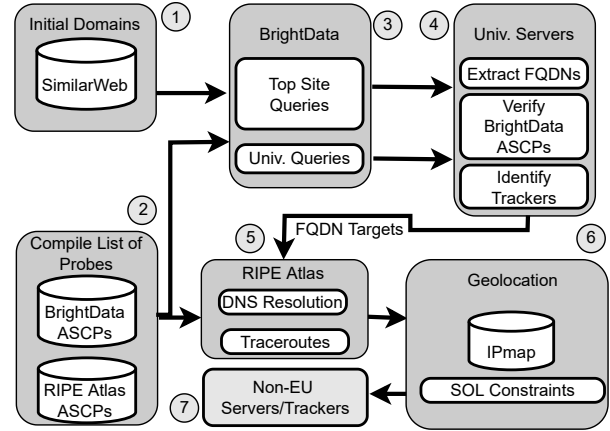 Initial Domains
1
SimilarWeb
BrightData
3
Top Site
Queries
Univ. Queries
4
Univ. Servers
Extract FQDNs
Verify
BrightData
ASCPs
Identify
Trackers
2
Compile List of
Probes
BrightData
ASCPs
RIPE Atlas
ASCPs
FQDN Targets
5
RIPE Atlas
DNS Resolution
Traceroutes
6
Geolocation
IPmap
SOL Constraints
7
Non-EU
Servers/Trackers